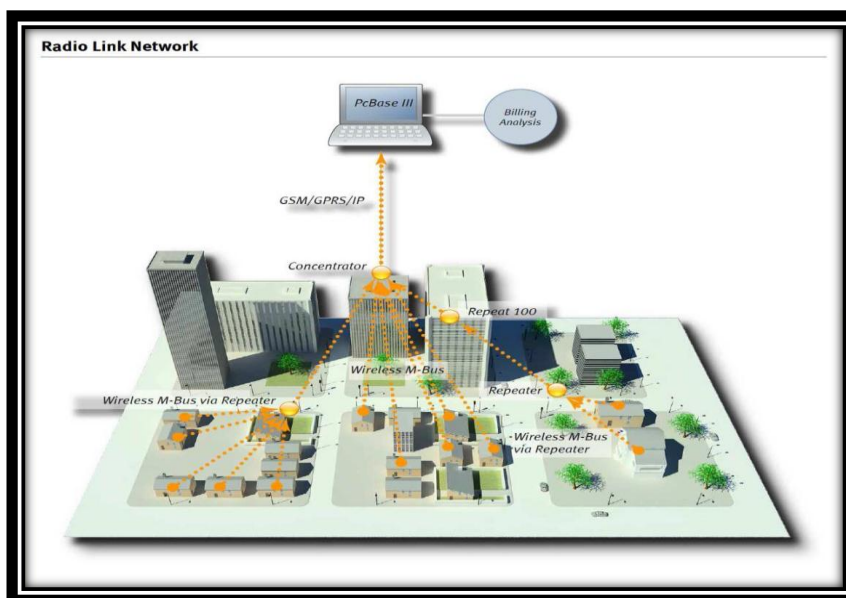 Radio Link Network
PcBase III
Billing
Analysis
GSM/GPRS/IP
Concentrator
Repeat 100
Wireless M-Bus
Repeater
Wireless M-Bus via Repeater
Wireless M-Bus
via Repeater